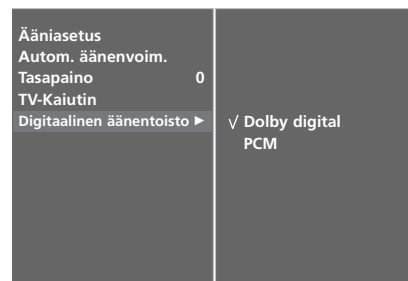 Ääniasetus
Autom. äänenvoim.
Tasapaino 0
TV-Kaiutin
Digitaalinen äänentoisto ►
√ Dolby digital
PCM